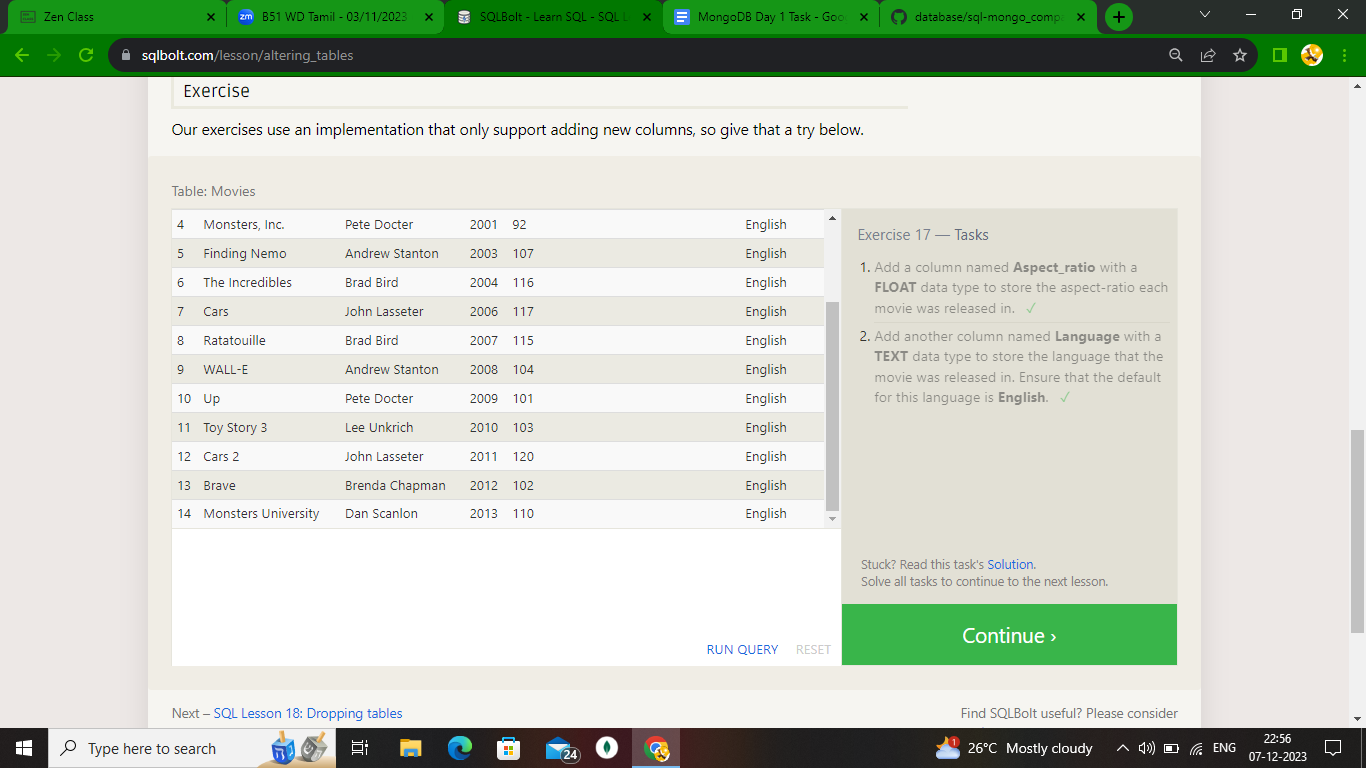 Zen Class
zm B51 WD Tamil - 03/11/2023
SQLBolt - Learn SQL - SQL L
MongoDB Day 1 Task - Goo
database/sql-mongo_comp
sqlbolt.com/lesson/altering_tables
Exercise
Our exercises use an implementation that only support adding new columns, so give that a try below.
Table: Movies
4 Monsters, Inc. Pete Docter 2001 92 English
5 Finding Nemo Andrew Stanton 2003 107 English
6 The Incredibles Brad Bird 2004 116 English
7 Cars John Lasseter 2006 117 English
8 Ratatouille Brad Bird 2007 115 English
9 WALL-E Andrew Stanton 2008 104 English
10 Up Pete Docter 2009 101 English
11 Toy Story 3 Lee Unkrich 2010 103 English
12 Cars 2 John Lasseter 2011 120 English
13 Brave Brenda Chapman 2012 102 English
14 Monsters University Dan Scanlon 2013 110 English
RUN QUERY RESET
Exercise 17 — Tasks
1. Add a column named Aspect_ratio with a
FLOAT data type to store the aspect-ratio each
movie was released in. ✓
2. Add another column named Language with a
TEXT data type to store the language that the
movie was released in. Ensure that the default
for this language is English. ✓
Stuck? Read this task's Solution.
Solve all tasks to continue to the next lesson.
Continue ›
Next – SQL Lesson 18: Dropping tables
Find SQLBolt useful? Please consider
Type here to search
24
1
26°C Mostly cloudy
ENG
22:56
07-12-2023